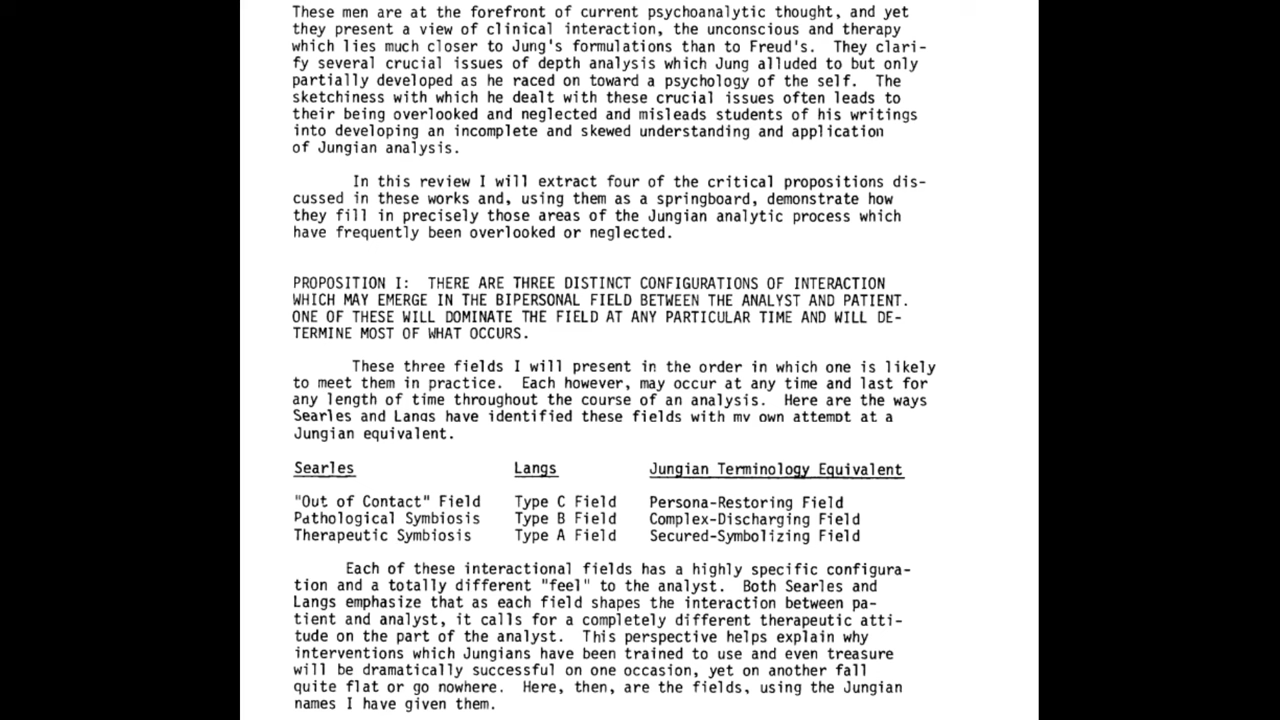 These men are at the forefront of current psychoanalytic thought, and yet
they present a view of clinical interaction, the unconscious and therapy
which lies much closer to Jung's formulations than to Freud's. They clari-
fy several crucial issues of depth analysis which Jung alluded to but only
partially developed as he raced on toward a psychology of the self. The
sketchiness with which he dealt with these crucial issues often leads to
their being overlooked and neglected and misleads students of his writings
into developing an incomplete and skewed understanding and application
of Jungian analysis.
In this review I will extract four of the critical propositions dis-
cussed in these works and, using them as a springboard, demonstrate how
they fill in precisely those areas of the Jungian analytic process which
have frequently been overlooked or neglected.
PROPOSITION I: THERE ARE THREE DISTINCT CONFIGURATIONS OF INTERACTION
WHICH MAY EMERGE IN THE BIPERSONAL FIELD BETWEEN THE ANALYST AND PATIENT.
ONE OF THESE WILL DOMINATE THE FIELD AT ANY PARTICULAR TIME AND WILL DE-
TERMINE MOST OF WHAT OCCURS.
These three fields I will present in the order in which one is likely
to meet them in practice. Each however, may occur at any time and last for
any length of time throughout the course of an analysis. Here are the ways
Searles and Langs have identified these fields with my own attempt at a
Jungian equivalent.
Searles Langs Jungian Terminology Equivalent
"Out of Contact" Field Type C Field Persona-Restoring Field
Pathological Symbiosis Type B Field Complex-Discharging Field
Therapeutic Symbiosis Type A Field Secured-Symbolizing Field
Each of these interactional fields has a highly specific configura-
tion and a totally different "feel" to the analyst. Both Searles and
Langs emphasize that as each field shapes the interaction between pa-
tient and analyst, it calls for a completely different therapeutic atti-
tude on the part of the analyst. This perspective helps explain why
interventions which Jungians have been trained to use and even treasure
will be dramatically successful on one occasion, yet on another fall
quite flat or go nowhere. Here, then, are the fields, using the Jungian
names I have given them.